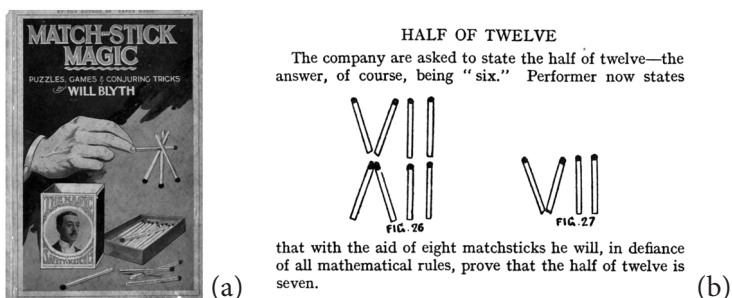 MATCH-STICK
MAGIC
PUZZLES, GAMES & CONJURING TRICKS
BY WILL BLYTH
THE MAGIC
(a)
HALF OF TWELVE
The company are asked to state the half of twelve—the
answer, of course, being "six." Performer now states
FIG. 26
FIG. 27
that with the aid of eight matchsticks he will, in defiance
of all mathematical rules, prove that the half of twelve is
seven.
(b)